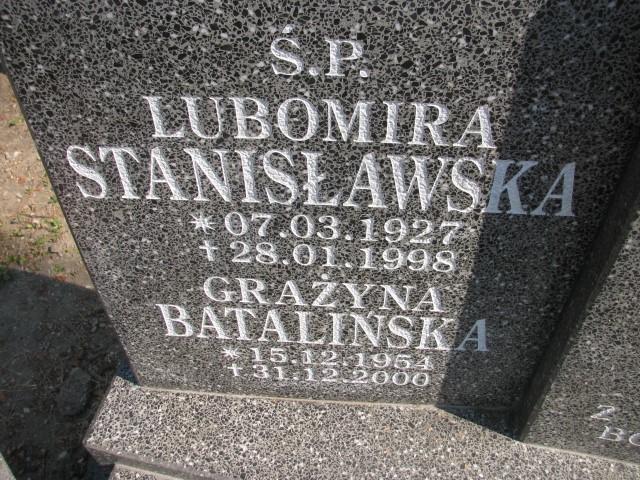 Ś.P.
LUBOMIRA
STANISŁAWSKA
* 07.03.1927
† 28.01.1998
GRAŻYNA
BATALIŃSKA
* 15.12.1954
† 31.12.2000
Z